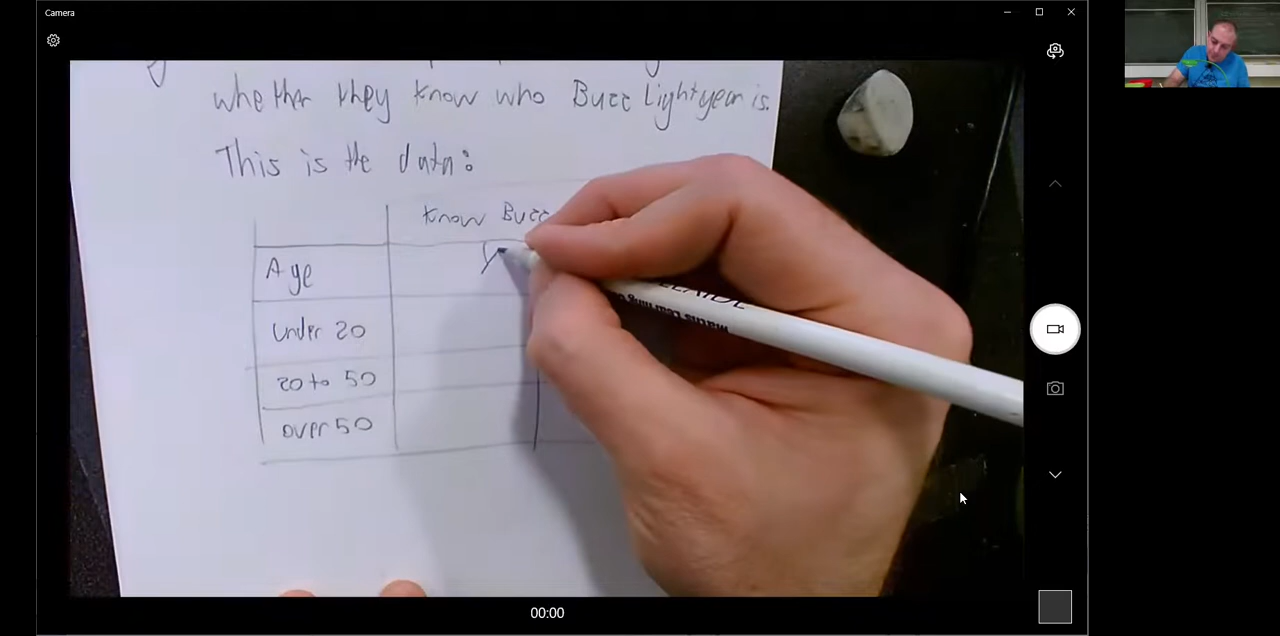 Camera
whether they know who Buzz Lightyear is.
This is the data:
Know Buzz
Age
Under 20
20 to 50
over 50
00:00